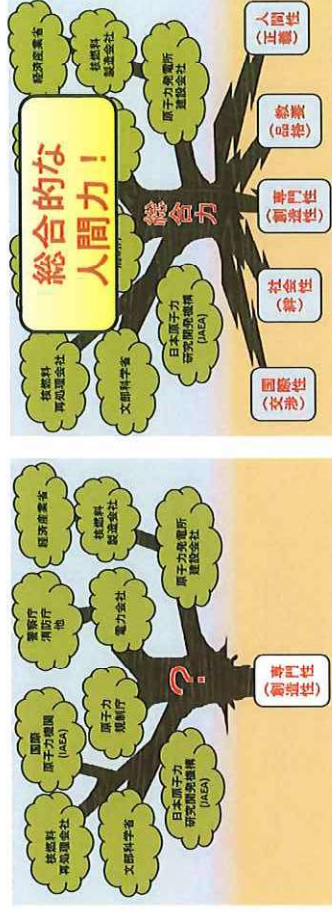 国際
原子力機関
(IAEA)
警察庁
消防庁
他
経済産業省
核燃料
再処理会社
原子力
規制庁
電力会社
核燃料
製造会社
文部科学省
原子力発電所
建設会社
日本原子力
研究開発機構
(JAEA)
?
専門性
(創造性)
総合的な
人間力！
経済産業省
核燃料
再処理会社
核燃料
製造会社
文部科学省
原子力発電所
建設会社
日本原子力
研究開発機構
(JAEA)
総合力
国際性
(交渉)
社会性
(絆)
専門性
(創造性)
教養
(品格)
人間性
(正義)